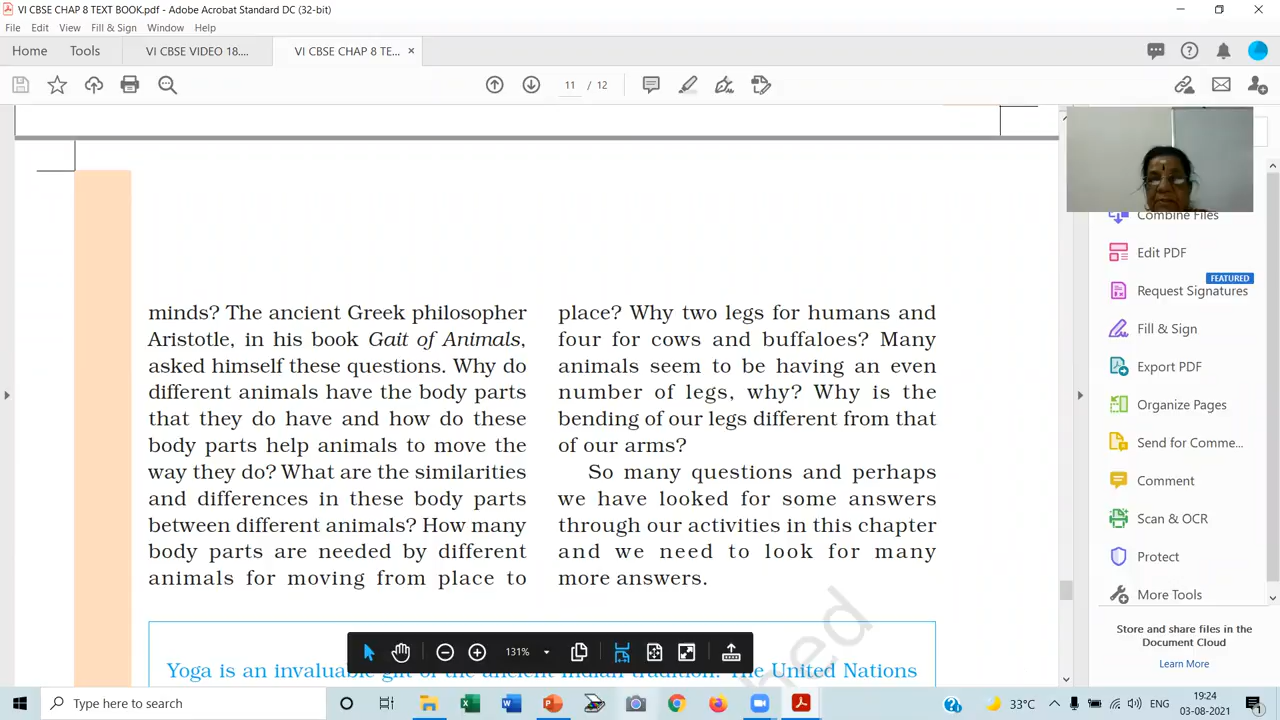 VI CBSE CHAP 8 TEXT BOOK.pdf - Adobe Acrobat Standard DC (32-bit)
File Edit View Fill & Sign Window Help
Home Tools VI CBSE VIDEO 18.... VI CBSE CHAP 8 TE... ×
11 / 12
Combine Files
Edit PDF
FEATURED
Request Signatures
Fill & Sign
Export PDF
Organize Pages
Send for Comme...
Comment
Scan & OCR
Protect
More Tools
Store and share files in the
Document Cloud
Learn More
minds? The ancient Greek philosopher
Aristotle, in his book Gait of Animals,
asked himself these questions. Why do
different animals have the body parts
that they do have and how do these
body parts help animals to move the
way they do? What are the similarities
and differences in these body parts
between different animals? How many
body parts are needed by different
animals for moving from place to
place? Why two legs for humans and
four for cows and buffaloes? Many
animals seem to be having an even
number of legs, why? Why is the
bending of our legs different from that
of our arms?
So many questions and perhaps
we have looked for some answers
through our activities in this chapter
and we need to look for many
more answers.
131%
Yoga is an invaluable gift of the ancient Indian tradition. The United Nations
Type here to search
33°C
19:24
03-08-2021